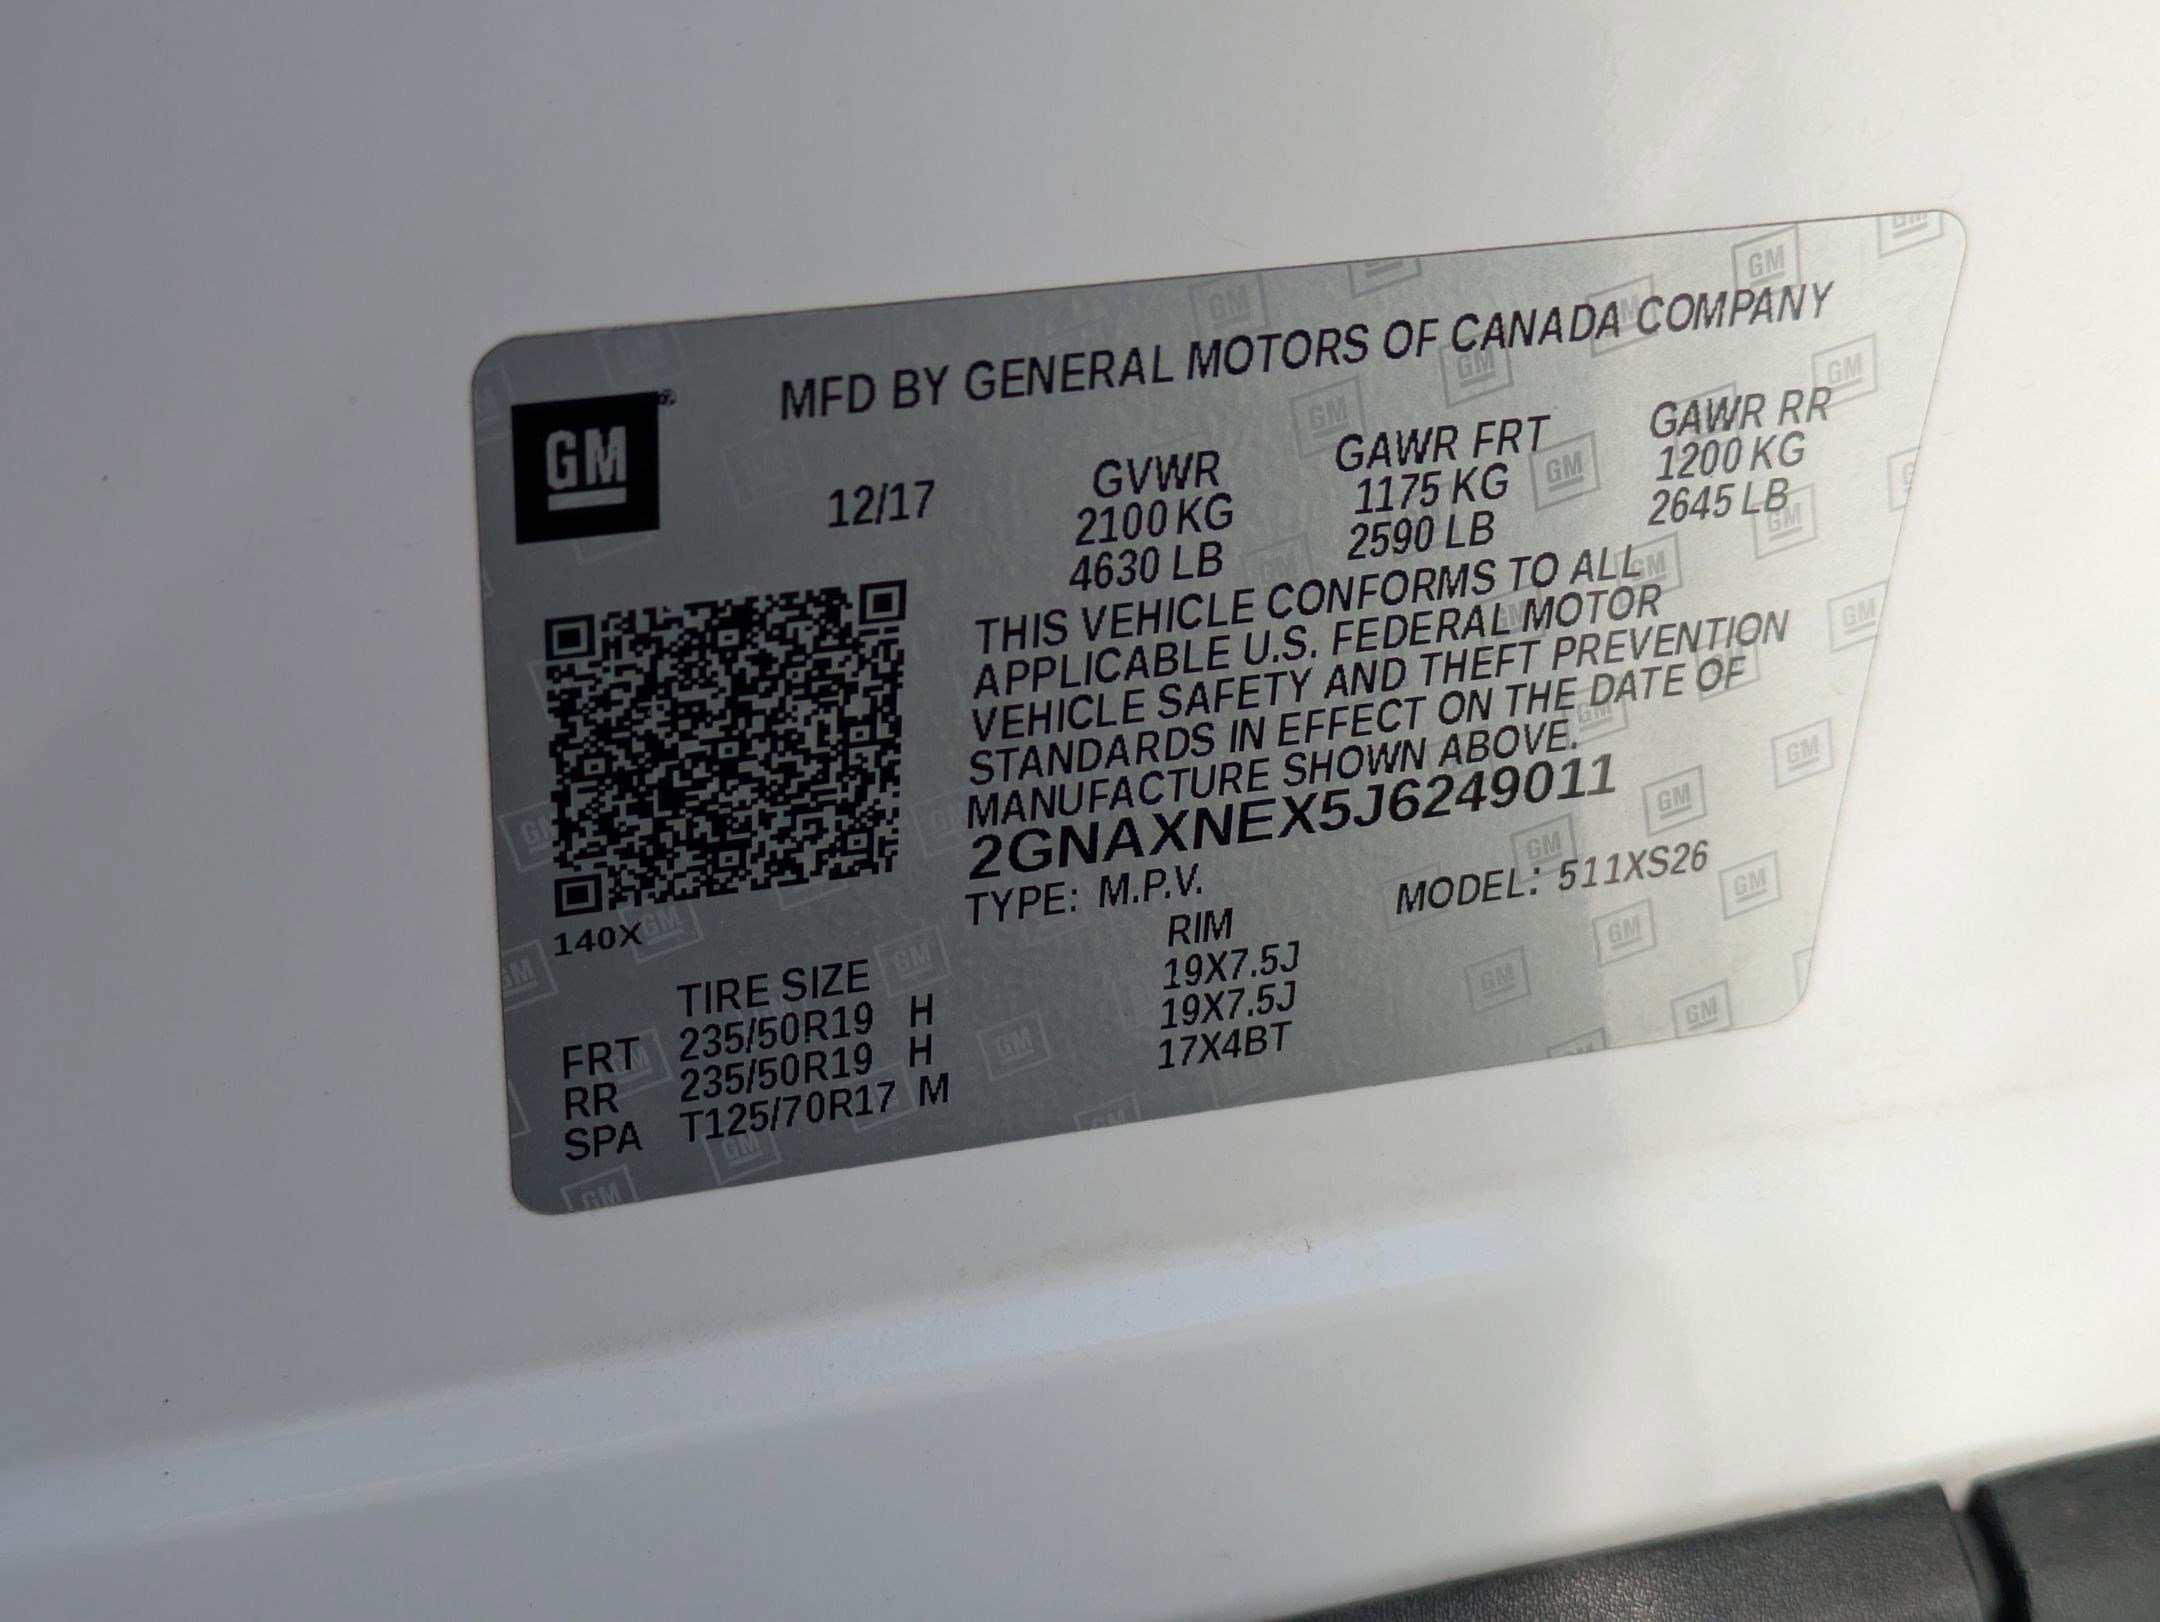 MFD BY GENERAL MOTORS OF CANADA COMPANY
GM
12/17
GVWR GAWR FRT GAWR RR
2100 KG 1175 KG 1200 KG
4630 LB 2590 LB 2645 LB
THIS VEHICLE CONFORMS TO ALL
APPLICABLE U.S. FEDERAL MOTOR
VEHICLE SAFETY AND THEFT PREVENTION
STANDARDS IN EFFECT ON THE DATE OF
MANUFACTURE SHOWN ABOVE.
2GNAXNEX5J6249011
TYPE: M.P.V. MODEL: 511XS26
140X
TIRE SIZE RIM
FRT 235/50R19 H 19X7.5J
RR 235/50R19 H 19X7.5J
SPA T125/70R17 M 17X4BT